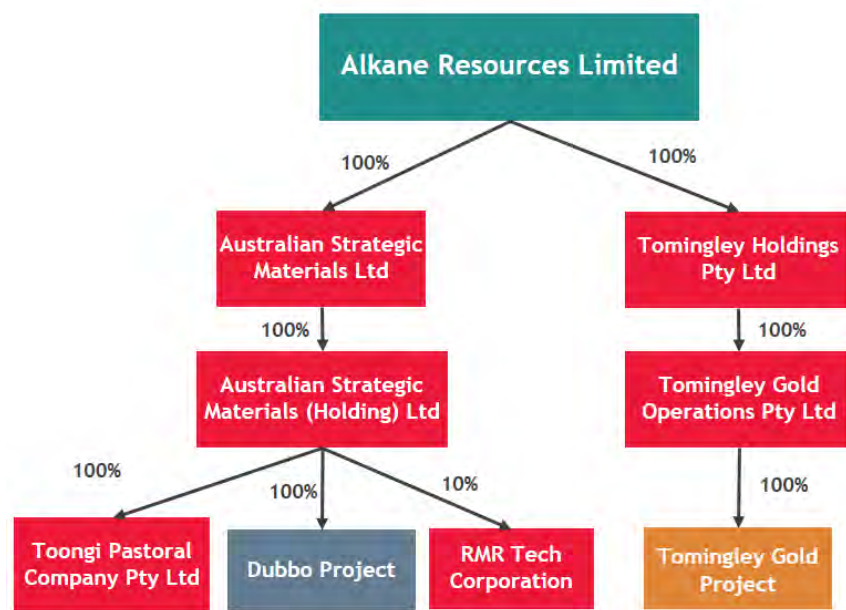 Alkane Resources Limited
100%
100%
Australian Strategic
Materials Ltd
Tomingley Holdings
Pty Ltd
100%
100%
Australian Strategic
Materials (Holding) Ltd
Tomingley Gold
Operations Pty Ltd
100%
100%
10%
100%
Toongi Pastoral
Company Pty Ltd
Dubbo Project
RMR Tech
Corporation
Tomingley Gold
Project